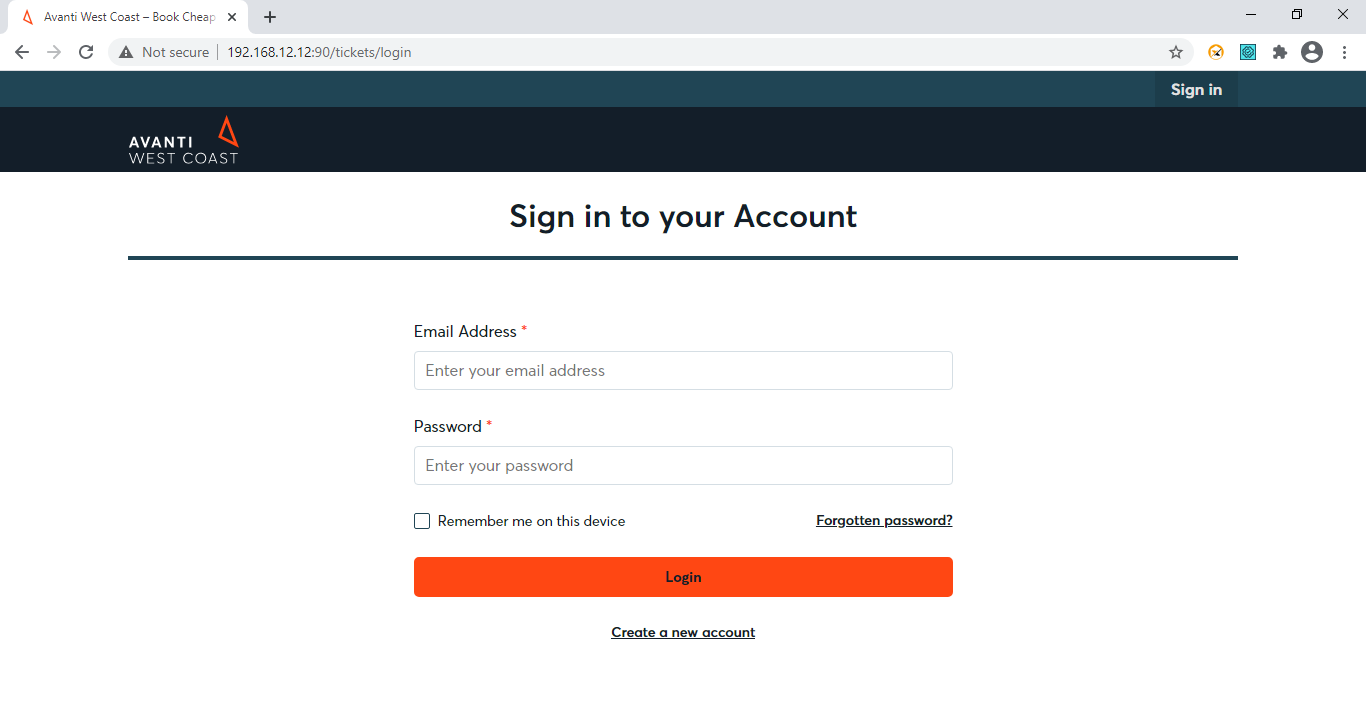 Avanti West Coast – Book Cheap
Not secure 192.168.12.12:90/tickets/login
Sign in
AVANTI
WEST COAST
Sign in to your Account
Email Address *
Enter your email address
Password *
Enter your password
Remember me on this device Forgotten password?
Login
Create a new account